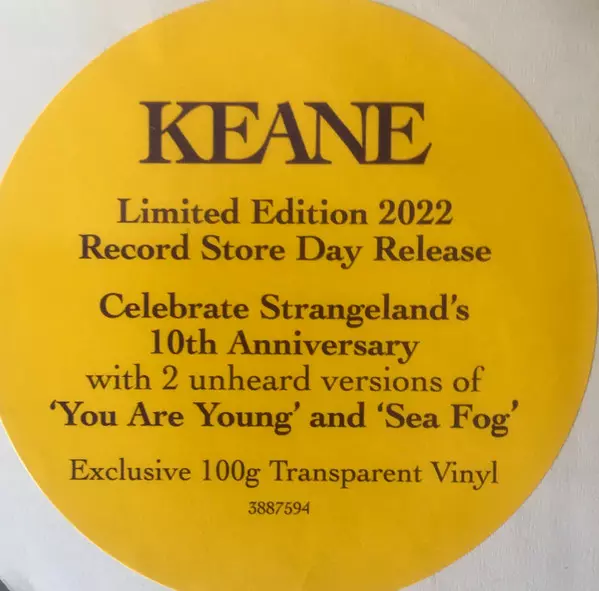 KEANE
Limited Edition 2022
Record Store Day Release
Celebrate Strangeland's
10th Anniversary
with 2 unheard versions of
‘You Are Young’ and ‘Sea Fog’
Exclusive 100g Transparent Vinyl
3887594